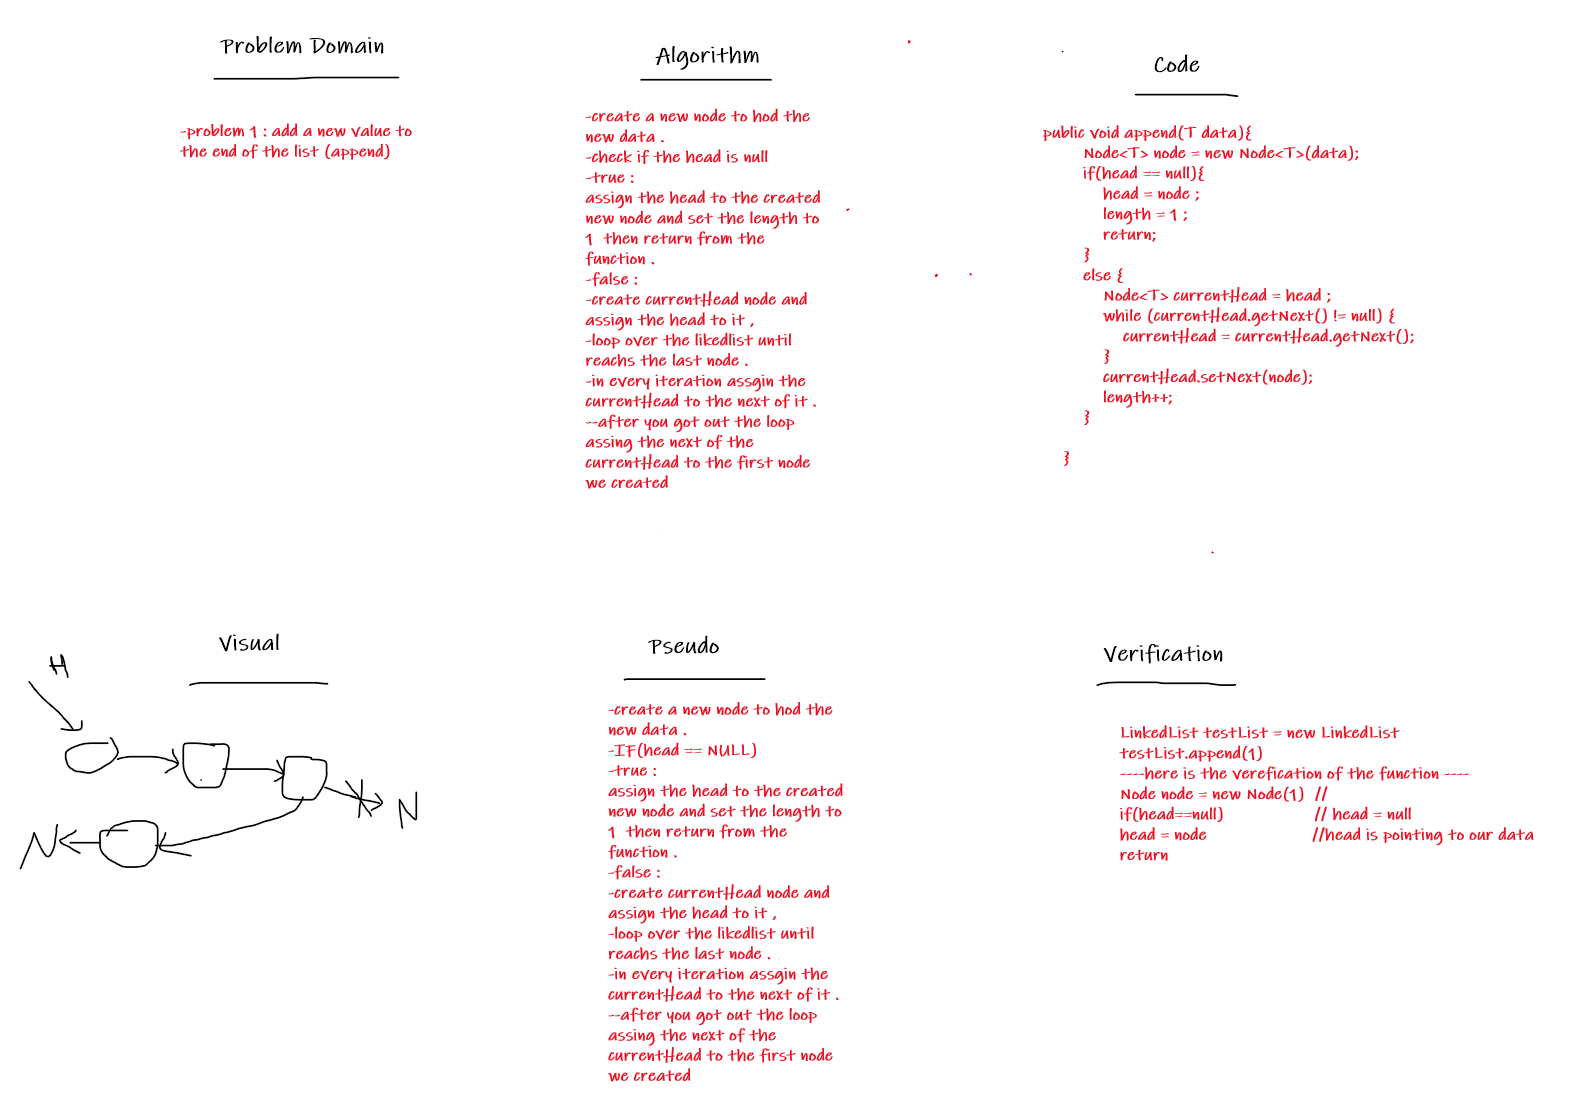 Problem Domain
-problem 1 : add a new value to
the end of the list (append)
Algorithm
-create a new node to hod the
new data .
-check if the head is null
-true :
assign the head to the created
new node and set the length to
1  then return from the
function .
-false :
-create currentHead node and
assign the head to it ,
-loop over the likedlist until
reachs the last node .
-in every iteration assgin the
currentHead to the next of it .
--after you got out the loop
assing the next of the
currentHead to the first node
we created
Code
public void append(T data){
Node<T> node = new Node<T>(data);
if(head == null){
head = node ;
length = 1 ;
return;
}
else {
Node<T> currentHead = head ;
while (currentHead.getNext() != null) {
currentHead = currentHead.getNext();
}
currentHead.setNext(node);
length++;
}
}
Visual
H
N
N
Pseudo
-create a new node to hod the
new data .
-IF(head == NULL)
-true :
assign the head to the created
new node and set the length to
1  then return from the
function .
-false :
-create currentHead node and
assign the head to it ,
-loop over the likedlist until
reachs the last node .
-in every iteration assgin the
currentHead to the next of it .
--after you got out the loop
assing the next of the
currentHead to the first node
we created
Verification
LinkedList testList = new LinkedList
testList.append(1)
----here is the verefication of the function ----
Node node = new Node(1)  //
if(head==null)  // head = null
head = node  //head is pointing to our data
return